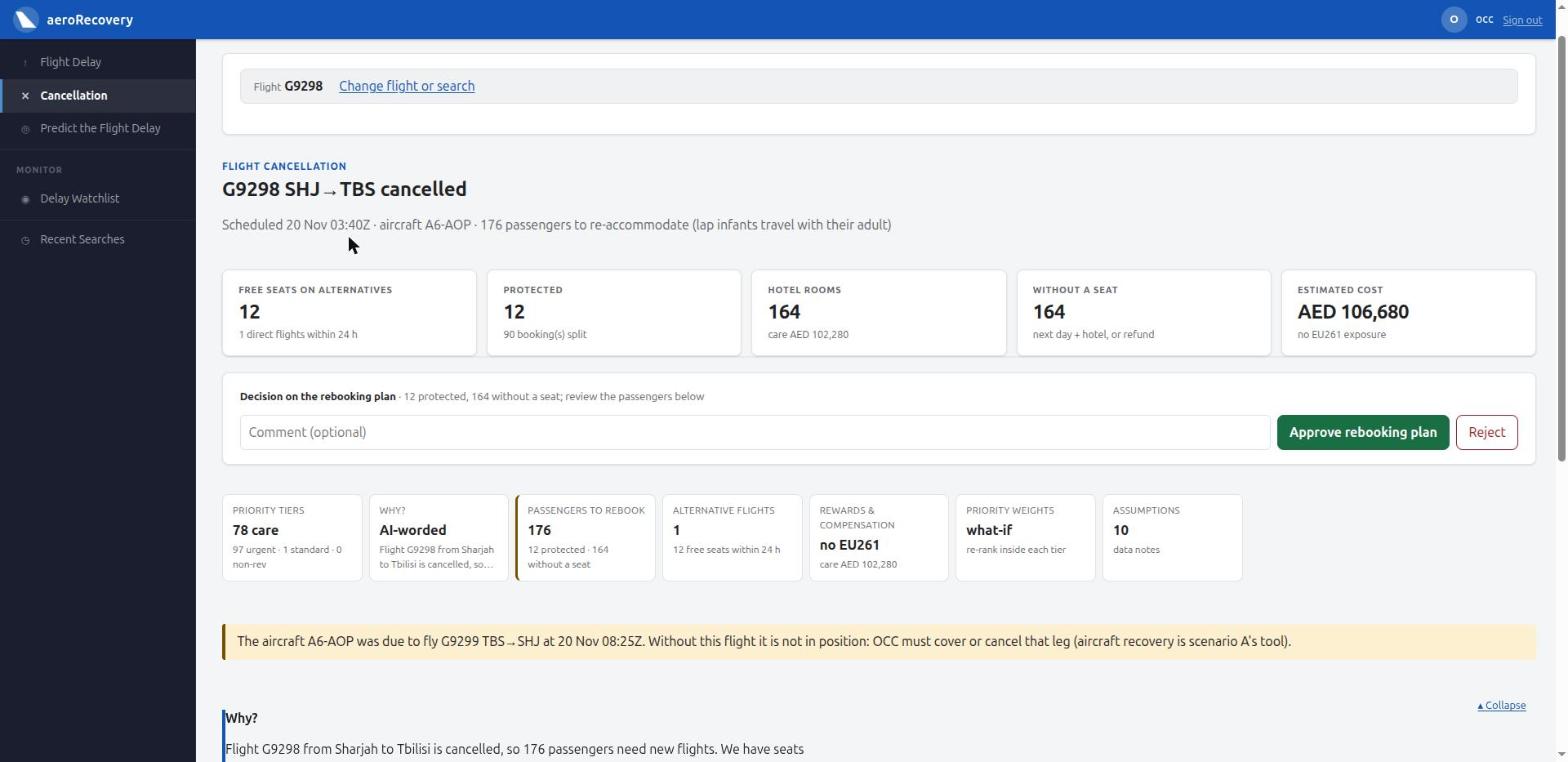 aeroRecovery
O OCC Sign out
Flight Delay
Cancellation
Predict the Flight Delay
MONITOR
Delay Watchlist
Recent Searches
Flight G9298 Change flight or search
FLIGHT CANCELLATION
G9298 SHJ→TBS cancelled
Scheduled 20 Nov 03:40Z · aircraft A6-AOP · 176 passengers to re-accommodate (lap infants travel with their adult)
FREE SEATS ON ALTERNATIVES
12
1 direct flights within 24 h
PROTECTED
12
90 booking(s) split
HOTEL ROOMS
164
care AED 102,280
WITHOUT A SEAT
164
next day + hotel, or refund
ESTIMATED COST
AED 106,680
no EU261 exposure
Decision on the rebooking plan · 12 protected, 164 without a seat; review the passengers below
Comment (optional)
Approve rebooking plan
Reject
PRIORITY TIERS
78 care
97 urgent · 1 standard · 0
non-rev
WHY?
AI-worded
Flight G9298 from Sharjah
to Tbilisi is cancelled, so…
PASSENGERS TO REBOOK
176
12 protected · 164
without a seat
ALTERNATIVE FLIGHTS
1
12 free seats within 24 h
REWARDS &
COMPENSATION
no EU261
care AED 102,280
PRIORITY WEIGHTS
what-if
re-rank inside each tier
ASSUMPTIONS
10
data notes
The aircraft A6-AOP was due to fly G9299 TBS→SHJ at 20 Nov 08:25Z. Without this flight it is not in position: OCC must cover or cancel that leg (aircraft recovery is scenario A's tool).
▴ Collapse
Why?
Flight G9298 from Sharjah to Tbilisi is cancelled, so 176 passengers need new flights. We have seats